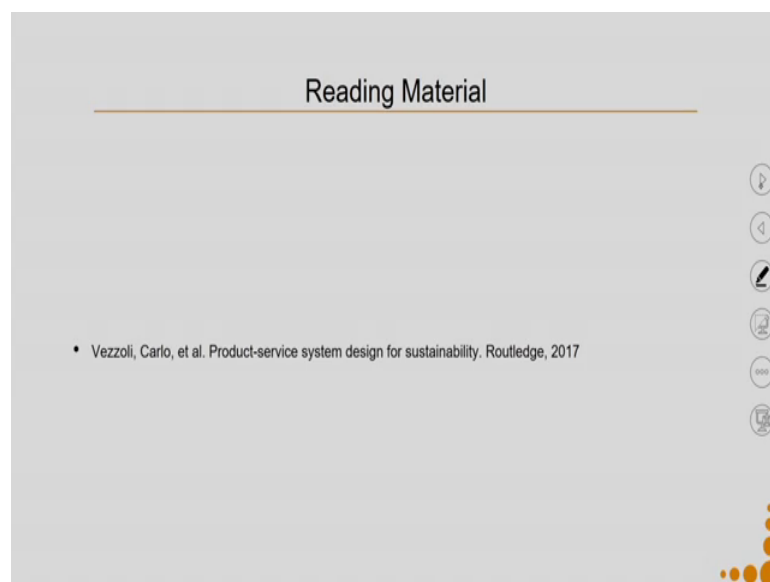 Reading Material
• Vezzoli, Carlo, et al. Product-service system design for sustainability. Routledge, 2017